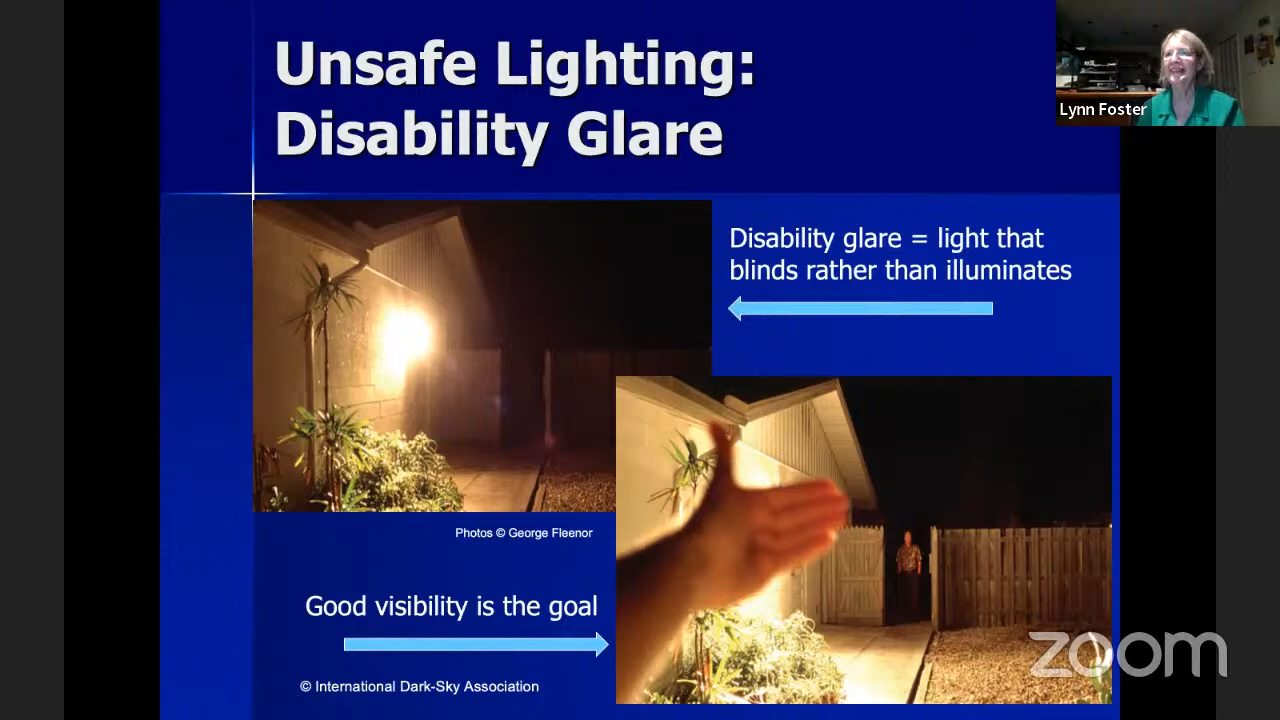 Unsafe Lighting:
Disability Glare
Lynn Foster
Disability glare = light that
blinds rather than illuminates
Photos © George Fleenor
Good visibility is the goal
© International Dark-Sky Association
zoom